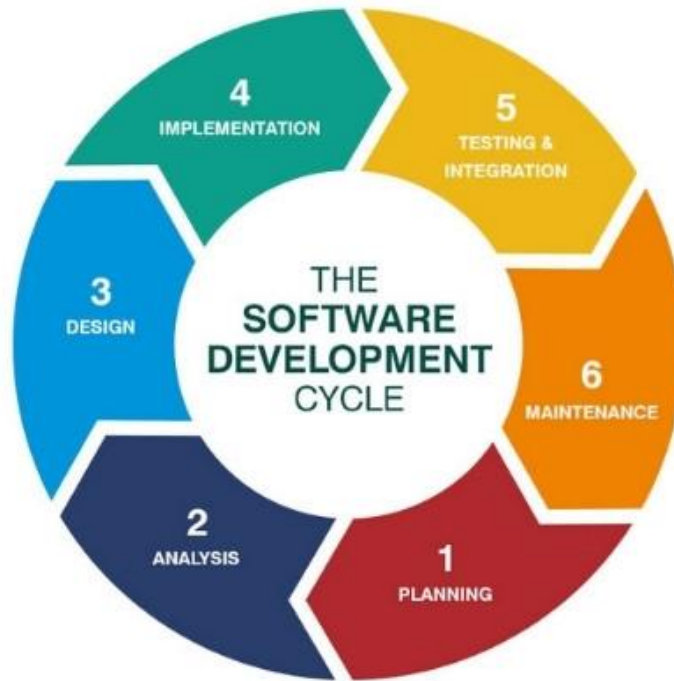 THE
SOFTWARE
DEVELOPMENT
CYCLE
1
PLANNING
2
ANALYSIS
3
DESIGN
4
IMPLEMENTATION
5
TESTING &
INTEGRATION
6
MAINTENANCE